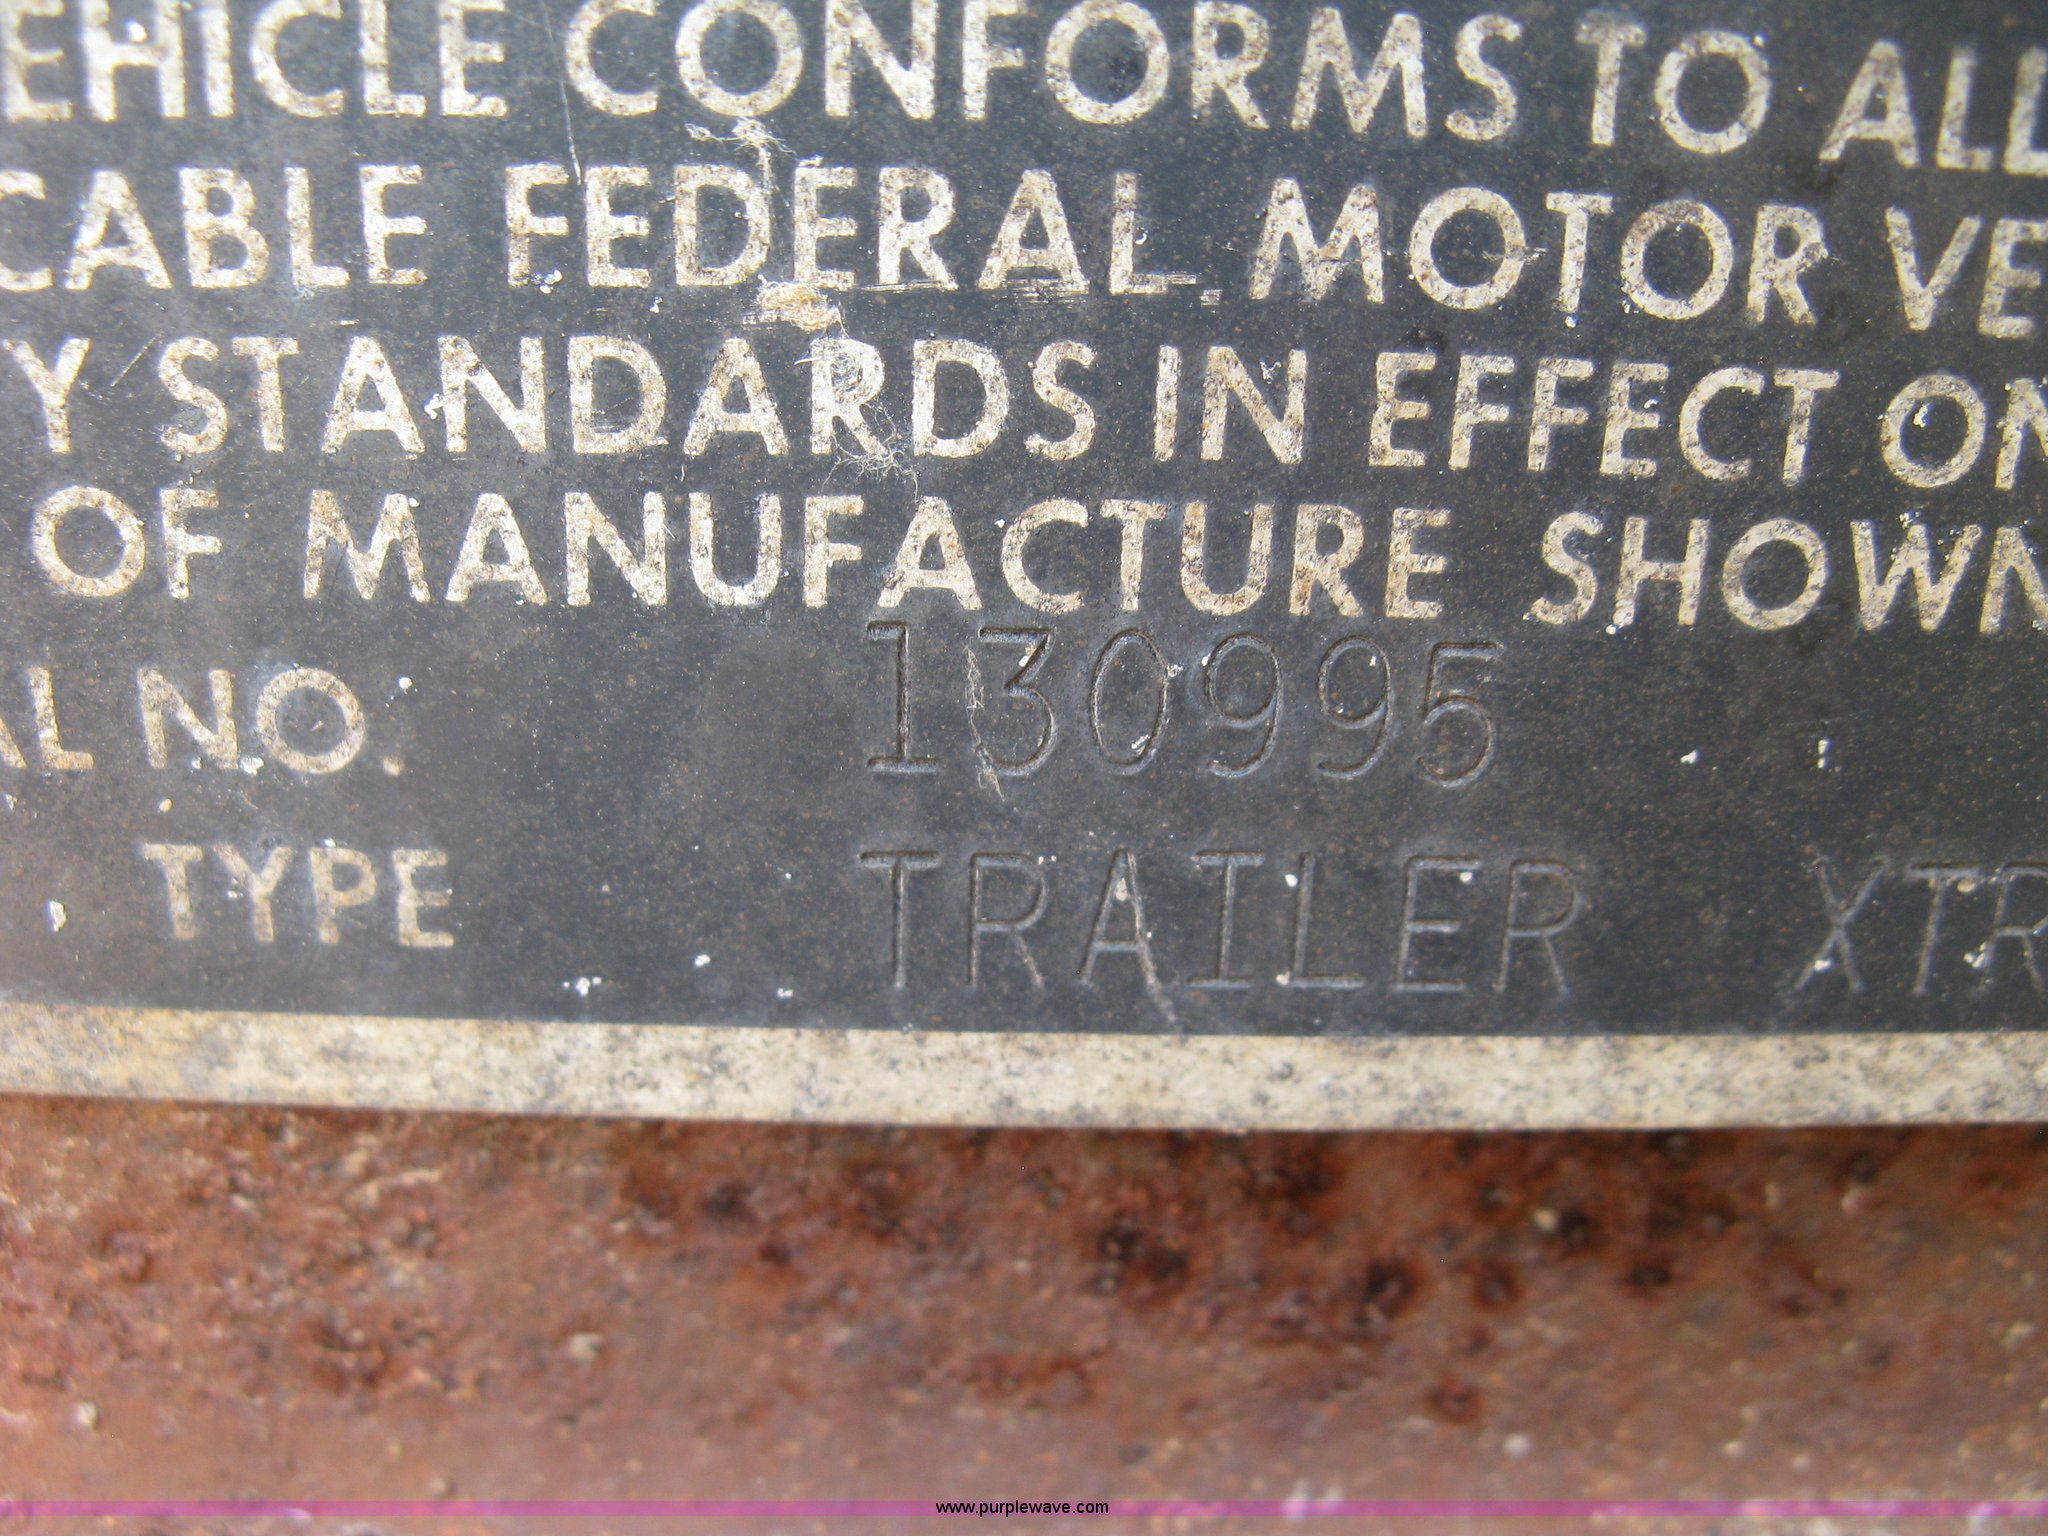 EHICLE CONFORMS TO ALL
CABLE FEDERAL MOTOR VE
Y STANDARDS IN EFFECT ON
OF MANUFACTURE SHOWN
AL NO. 130995
TYPE TRAILER XTR
www.purplewave.com